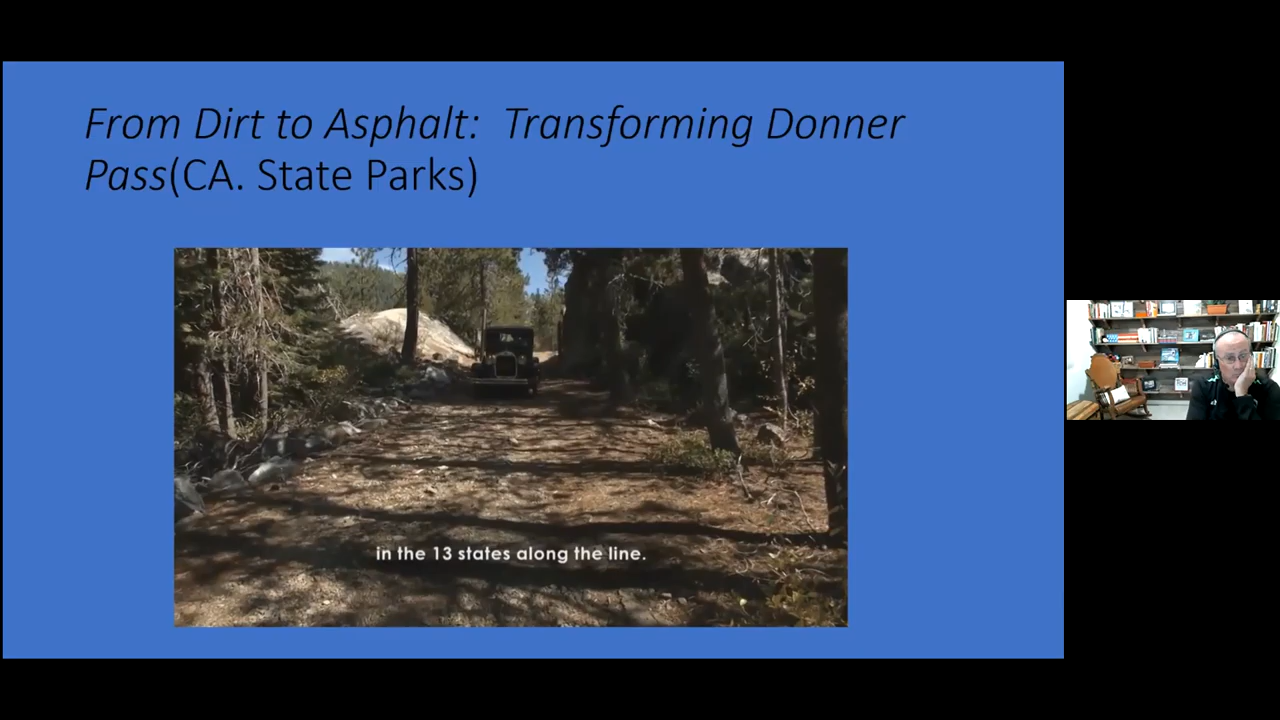 From Dirt to Asphalt:  Transforming Donner
Pass(CA. State Parks)
in the 13 states along the line.